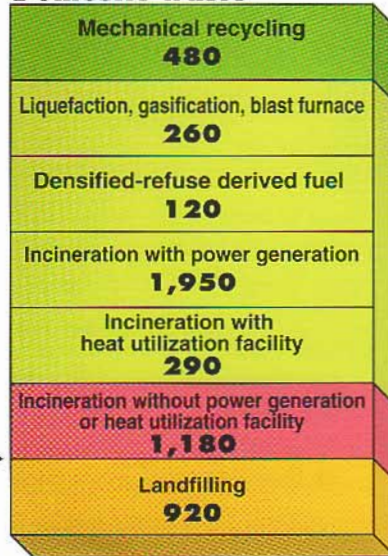 Mechanical recycling
480
Liquefaction, gasification, blast furnace
260
Densified-refuse derived fuel
120
Incineration with power generation
1,950
Incineration with
heat utilization facility
290
Incineration without power generation
or heat utilization facility
1,180
Landfilling
920